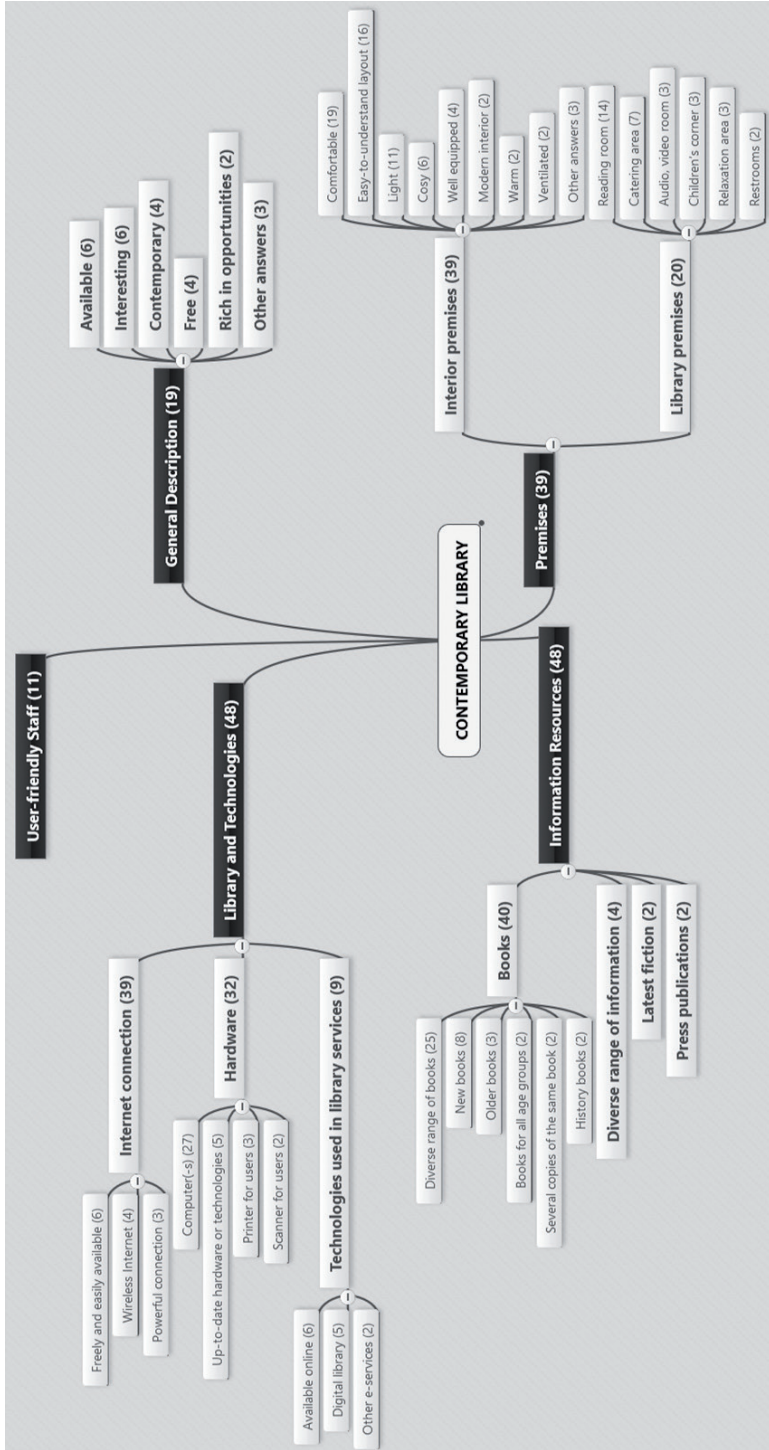 CONTEMPORARY LIBRARY
User-friendly Staff (11)
General Description (19)
Available (6)
Interesting (6)
Contemporary (4)
Free (4)
Rich in opportunities (2)
Other answers (3)
Premises (39)
Interior premises (39)
Comfortable (19)
Easy-to-understand layout (16)
Light (11)
Cosy (6)
Well equipped (4)
Modern interior (2)
Warm (2)
Ventilated (2)
Other answers (3)
Library premises (20)
Reading room (14)
Catering area (7)
Audio, video room (3)
Children's corner (3)
Relaxation area (3)
Restrooms (2)
Library and Technologies (48)
Internet connection (39)
Freely and easily available (6)
Wireless Internet (4)
Powerful connection (3)
Hardware (32)
Computer(-s) (27)
Up-to-date hardware or technologies (5)
Printer for users (3)
Scanner for users (2)
Technologies used in library services (9)
Available online (6)
Digital library (5)
Other e-services (2)
Information Resources (48)
Books (40)
Diverse range of books (25)
New books (8)
Older books (3)
Books for all age groups (2)
Several copies of the same book (2)
History books (2)
Diverse range of information (4)
Latest fiction (2)
Press publications (2)